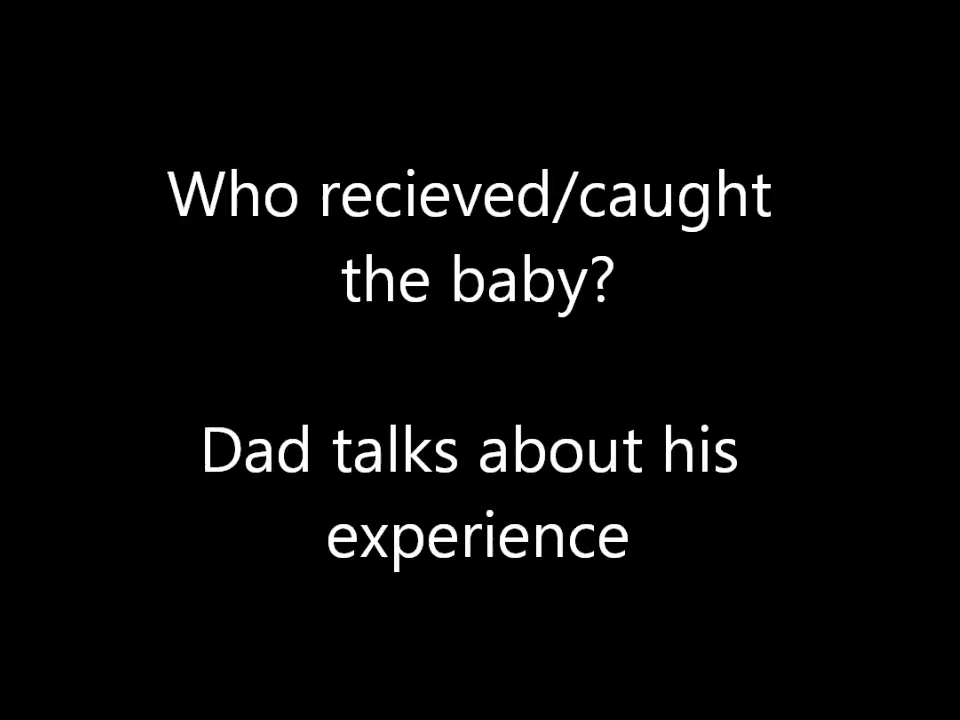 Who recieved/caught
the baby?
Dad talks about his
experience